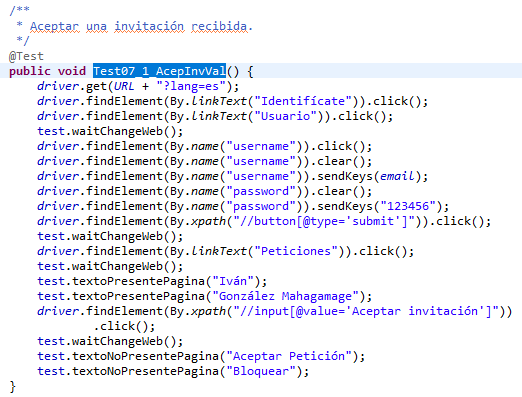 /**
 * Aceptar una invitación recibida.
 */
@Test
public void Test07_1_AcepInvVal() {
    driver.get(URL + "?lang=es");
    driver.findElement(By.linkText("Identifícate")).click();
    driver.findElement(By.linkText("Usuario")).click();
    test.waitChangeWeb();
    driver.findElement(By.name("username")).click();
    driver.findElement(By.name("username")).clear();
    driver.findElement(By.name("username")).sendKeys(email);
    driver.findElement(By.name("password")).clear();
    driver.findElement(By.name("password")).sendKeys("123456");
    driver.findElement(By.xpath("//button[@type='submit']")).click();
    test.waitChangeWeb();
    driver.findElement(By.linkText("Peticiones")).click();
    test.waitChangeWeb();
    test.textoPresentePagina("Iván");
    test.textoPresentePagina("González Mahagamage");
    driver.findElement(By.xpath("//input[@value='Aceptar invitación']"))
            .click();
    test.waitChangeWeb();
    test.textoNoPresentePagina("Aceptar Petición");
    test.textoNoPresentePagina("Bloquear");
}